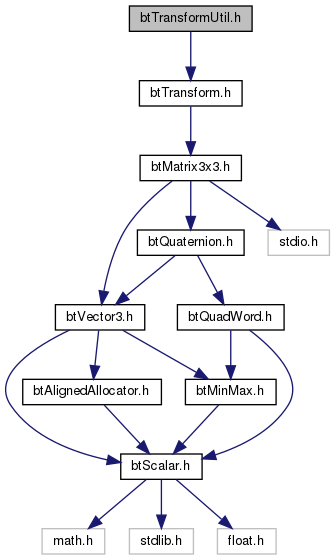 btTransformUtil.h
btTransform.h
btMatrix3x3.h
btQuaternion.h
stdio.h
btVector3.h
btQuadWord.h
btAlignedAllocator.h
btMinMax.h
btScalar.h
math.h
stdlib.h
float.h